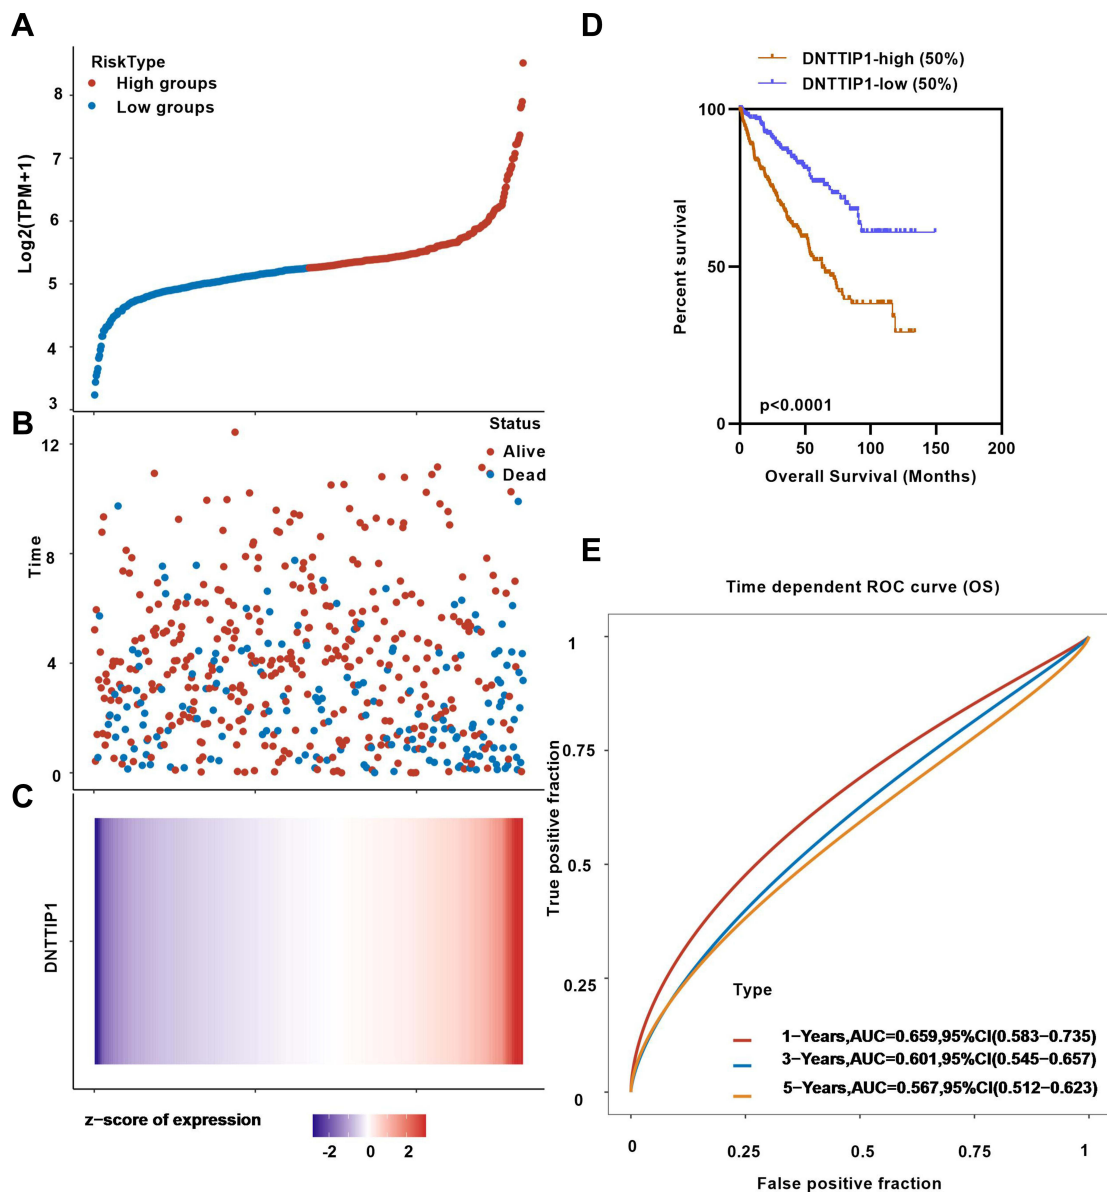 A
RiskType
High groups
Low groups
Log2(TPM+1)
8
7
6
5
4
3
B
Status
Alive
Dead
Time
12
8
4
0
C
DNTTIP1
z−score of expression
-2 0 2
D
DNTTIP1-high (50%)
DNTTIP1-low (50%)
Percent survival
100
50
0
p<0.0001
0 50 100 150 200
Overall Survival (Months)
E
Time dependent ROC curve (OS)
True positive fraction
1
0.75
0.5
0.25
0
Type
1−Years,AUC=0.659,95%CI(0.583−0.735)
3−Years,AUC=0.601,95%CI(0.545−0.657)
5−Years,AUC=0.567,95%CI(0.512−0.623)
0 0.25 0.5 0.75 1
False positive fraction